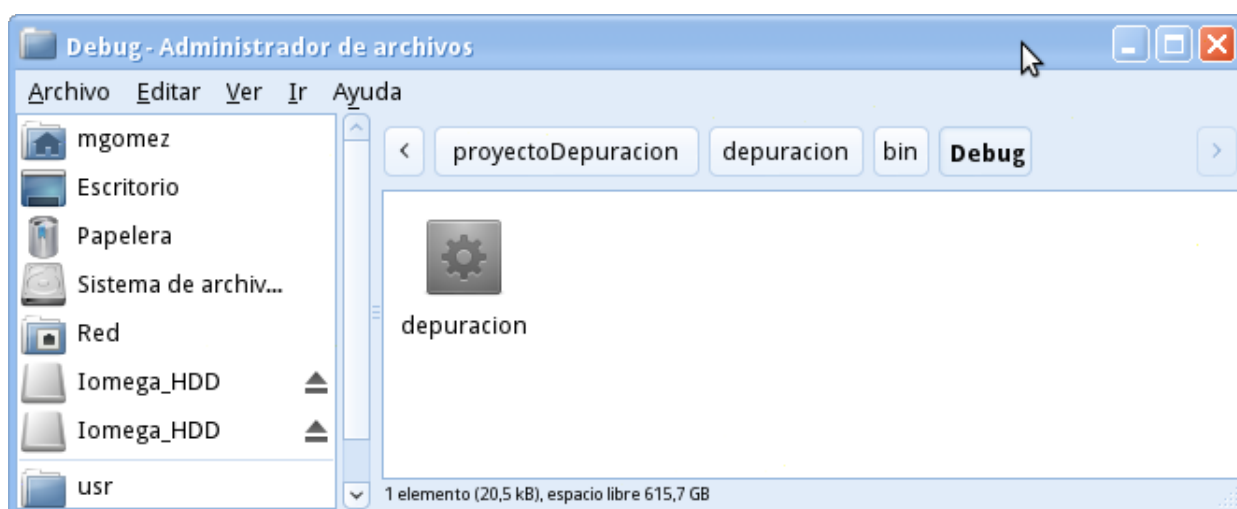 Debug - Administrador de archivos
Archivo Editar Ver Ir Ayuda
mgomez
Escritorio
Papelera
Sistema de archiv...
Red
Iomega_HDD
Iomega_HDD
usr
proyectoDepuracion depuracion bin Debug
depuracion
1 elemento (20,5 kB), espacio libre 615,7 GB